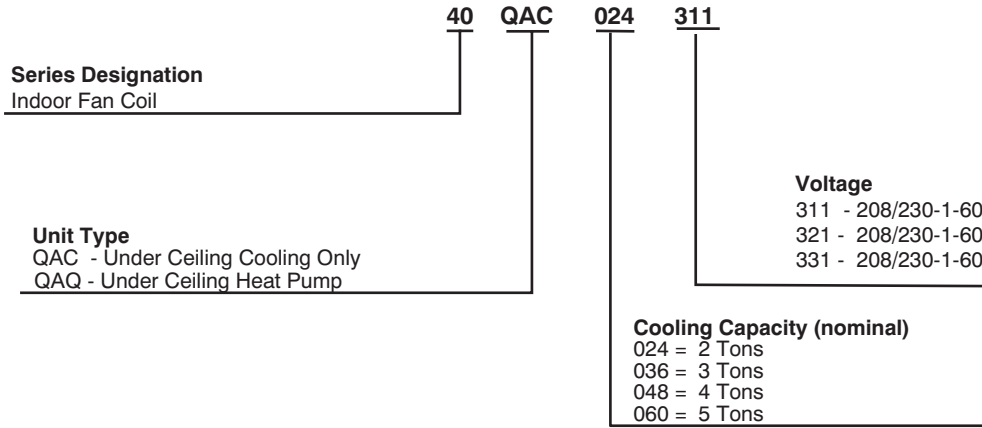 40 QAC 024 311
Series Designation
Indoor Fan Coil
Voltage
311 - 208/230-1-60
321 - 208/230-1-60
331 - 208/230-1-60
Unit Type
QAC - Under Ceiling Cooling Only
QAQ - Under Ceiling Heat Pump
Cooling Capacity (nominal)
024 = 2 Tons
036 = 3 Tons
048 = 4 Tons
060 = 5 Tons